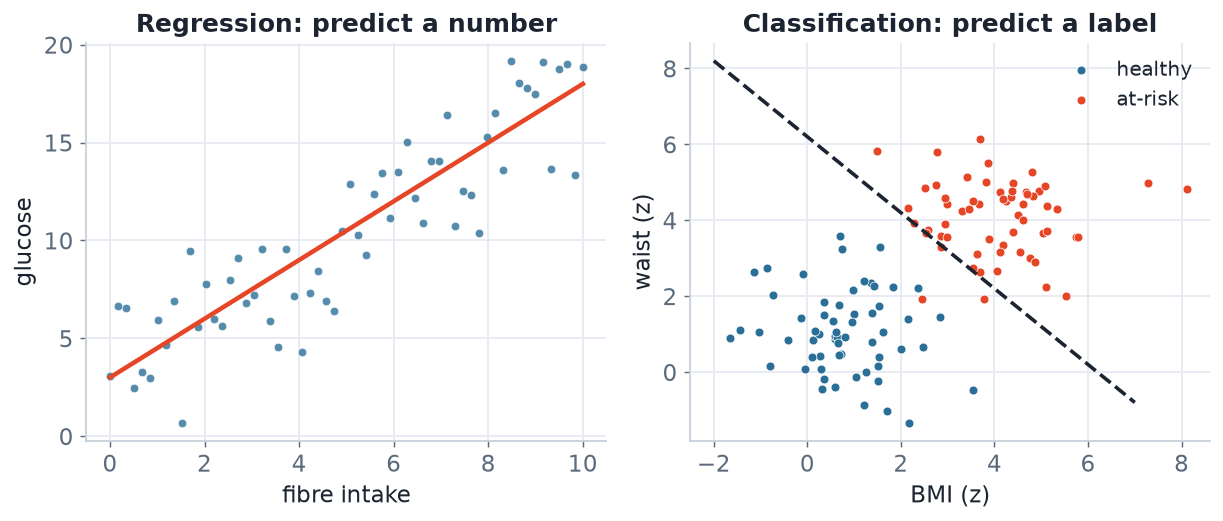 Regression: predict a number
20
15
10
5
0
0 2 4 6 8 10
glucose
fibre intake
Classification: predict a label
healthy
at-risk
8
6
4
2
0
−2 0 2 4 6 8
waist (z)
BMI (z)